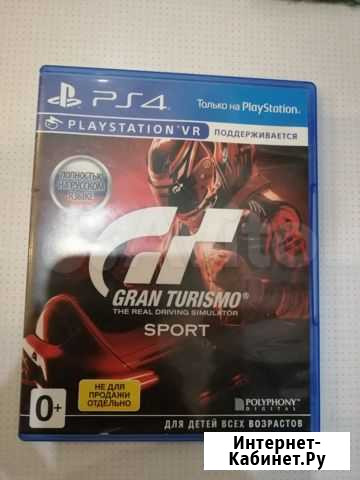 PS4
Только на PlayStation®
PLAYSTATION®VR ПОДДЕРЖИВАЕТСЯ
ПОЛНОСТЬЮ
НА РУССКОМ
ЯЗЫКЕ
GT
GRAN TURISMO®
THE REAL DRIVING SIMULATOR
SPORT
НЕ ДЛЯ
ПРОДАЖИ
ОТДЕЛЬНО
0+
POLYPHONY
DIGITAL
ДЛЯ ДЕТЕЙ ВСЕХ ВОЗРАСТОВ
Интернет-
Кабинет.Ру